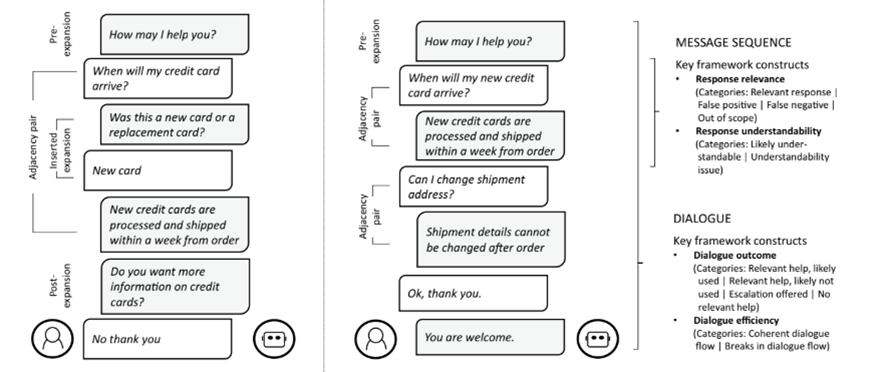 Pre-
expansion
How may I help you?
When will my credit card
arrive?
Adjacency pair
Inserted
expansion
Was this a new card or a
replacement card?
New card
New credit cards are
processed and shipped
within a week from order
Post-
expansion
Do you want more
information on credit
cards?
No thank you
Pre-
expansion
How may I help you?
When will my new credit
card arrive?
Adjacency
pair
New credit cards are
processed and shipped
within a week from order
Can I change shipment
address?
Adjacency
pair
Shipment details cannot
be changed after order
Ok, thank you.
You are welcome.
MESSAGE SEQUENCE
Key framework constructs
• Response relevance
(Categories: Relevant response |
False positive | False negative |
Out of scope)
• Response understandability
(Categories: Likely under-
standable | Understandability
issue)
DIALOGUE
Key framework constructs
• Dialogue outcome
(Categories: Relevant help, likely
used | Relevant help, likely not
used | Escalation offered | No
relevant help)
• Dialogue efficiency
(Categories: Coherent dialogue
flow | Breaks in dialogue flow)